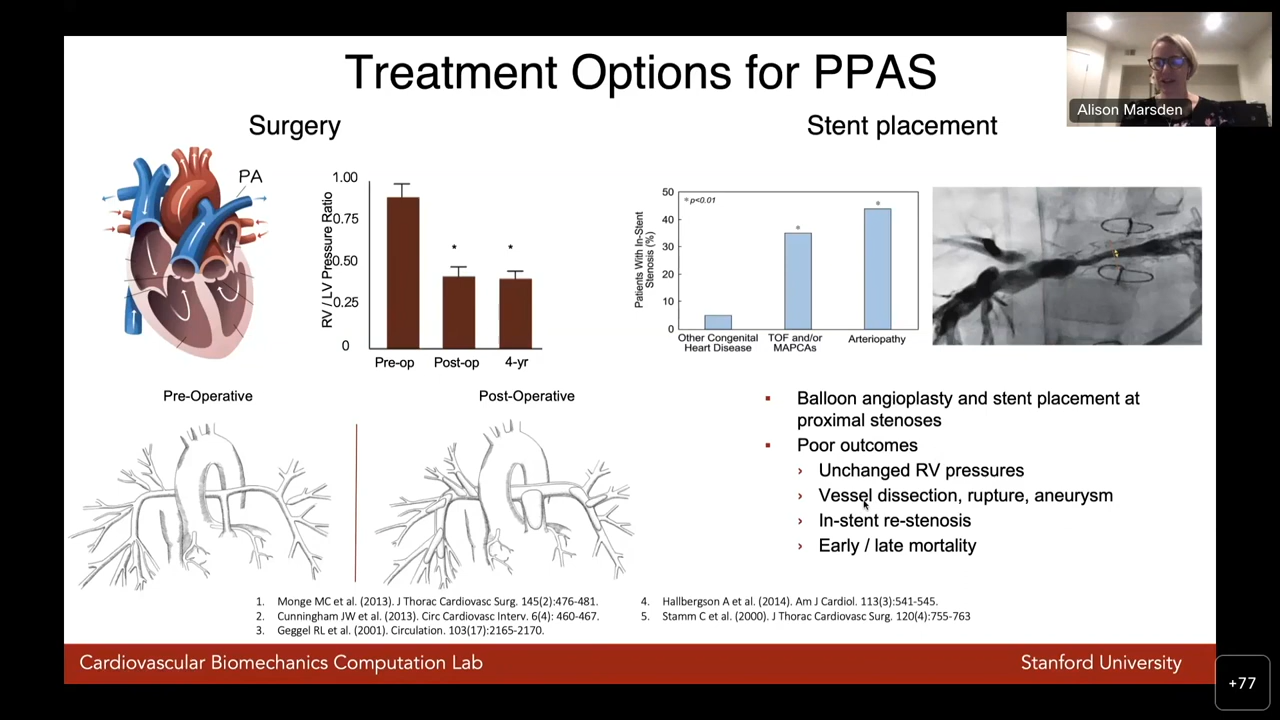 Treatment Options for PPAS
Alison Marsden
Surgery
PA
RV / LV Pressure Ratio
1.00
0.75
0.50
0.25
0
*
*
Pre-op
Post-op
4-yr
Pre-Operative
Post-Operative
Stent placement
Patients With In-Stent
Stenosis (%)
50
40
30
20
10
0
* p<0.01
*
*
Other Congenital
Heart Disease
TOF and/or
MAPCAs
Arteriopathy
▪ Balloon angioplasty and stent placement at
proximal stenoses
▪ Poor outcomes
› Unchanged RV pressures
› Vessel dissection, rupture, aneurysm
› In-stent re-stenosis
› Early / late mortality
1. Monge MC et al. (2013). J Thorac Cardiovasc Surg. 145(2):476-481.
2. Cunningham JW et al. (2013). Circ Cardiovasc Interv. 6(4): 460-467.
3. Geggel RL et al. (2001). Circulation. 103(17):2165-2170.
4. Hallbergson A et al. (2014). Am J Cardiol. 113(3):541-545.
5. Stamm C et al. (2000). J Thorac Cardiovasc Surg. 120(4):755-763
Cardiovascular Biomechanics Computation Lab
Stanford University
+77